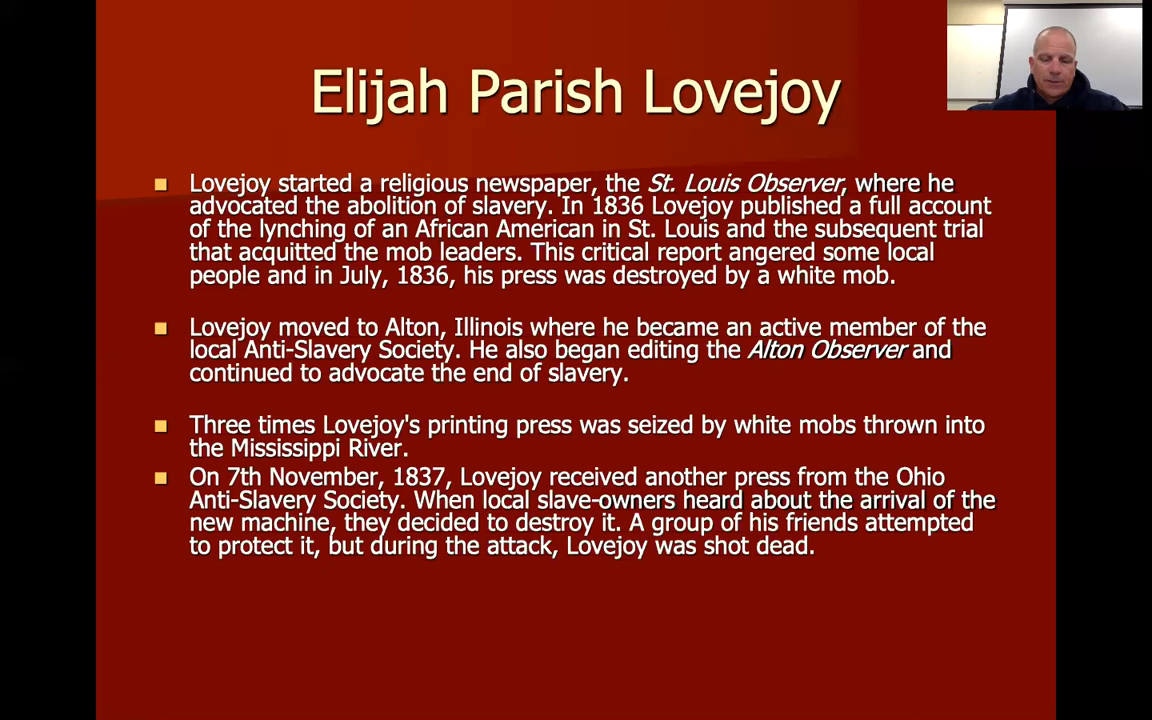 Elijah Parish Lovejoy
Lovejoy started a religious newspaper, the St. Louis Observer, where he
advocated the abolition of slavery. In 1836 Lovejoy published a full account
of the lynching of an African American in St. Louis and the subsequent trial
that acquitted the mob leaders. This critical report angered some local
people and in July, 1836, his press was destroyed by a white mob.
Lovejoy moved to Alton, Illinois where he became an active member of the
local Anti-Slavery Society. He also began editing the Alton Observer and
continued to advocate the end of slavery.
Three times Lovejoy's printing press was seized by white mobs thrown into
the Mississippi River.
On 7th November, 1837, Lovejoy received another press from the Ohio
Anti-Slavery Society. When local slave-owners heard about the arrival of the
new machine, they decided to destroy it. A group of his friends attempted
to protect it, but during the attack, Lovejoy was shot dead.